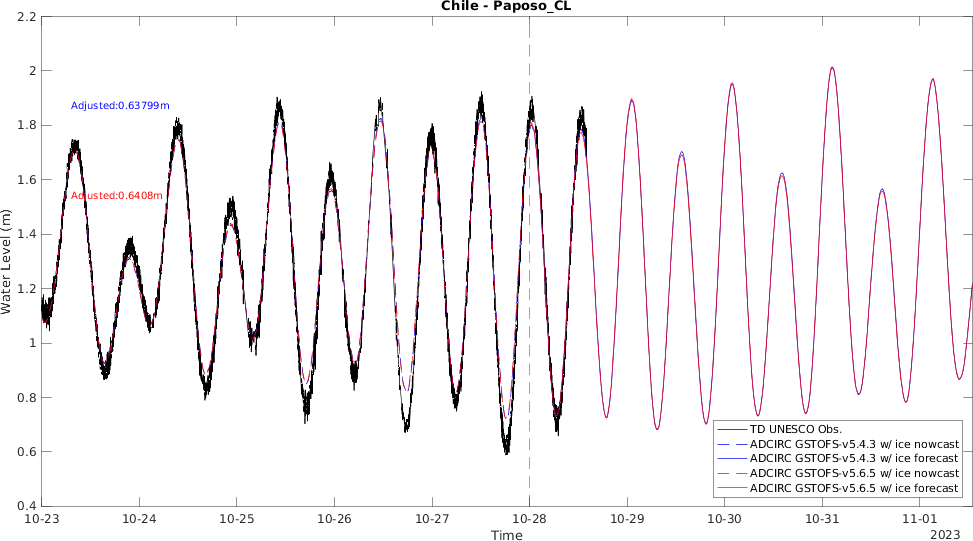 Chile - Paposo_CL
2.2
2
1.8
1.6
1.4
1.2
1
0.8
0.6
0.4
Water Level (m)
Adjusted:0.63799m
Adjusted:0.6408m
TD UNESCO Obs.
ADCIRC GSTOFS-v5.4.3 w/ ice nowcast
ADCIRC GSTOFS-v5.4.3 w/ ice forecast
ADCIRC GSTOFS-v5.6.5 w/ ice nowcast
ADCIRC GSTOFS-v5.6.5 w/ ice forecast
10-23 10-24 10-25 10-26 10-27 10-28 10-29 10-30 10-31 11-01
Time
2023